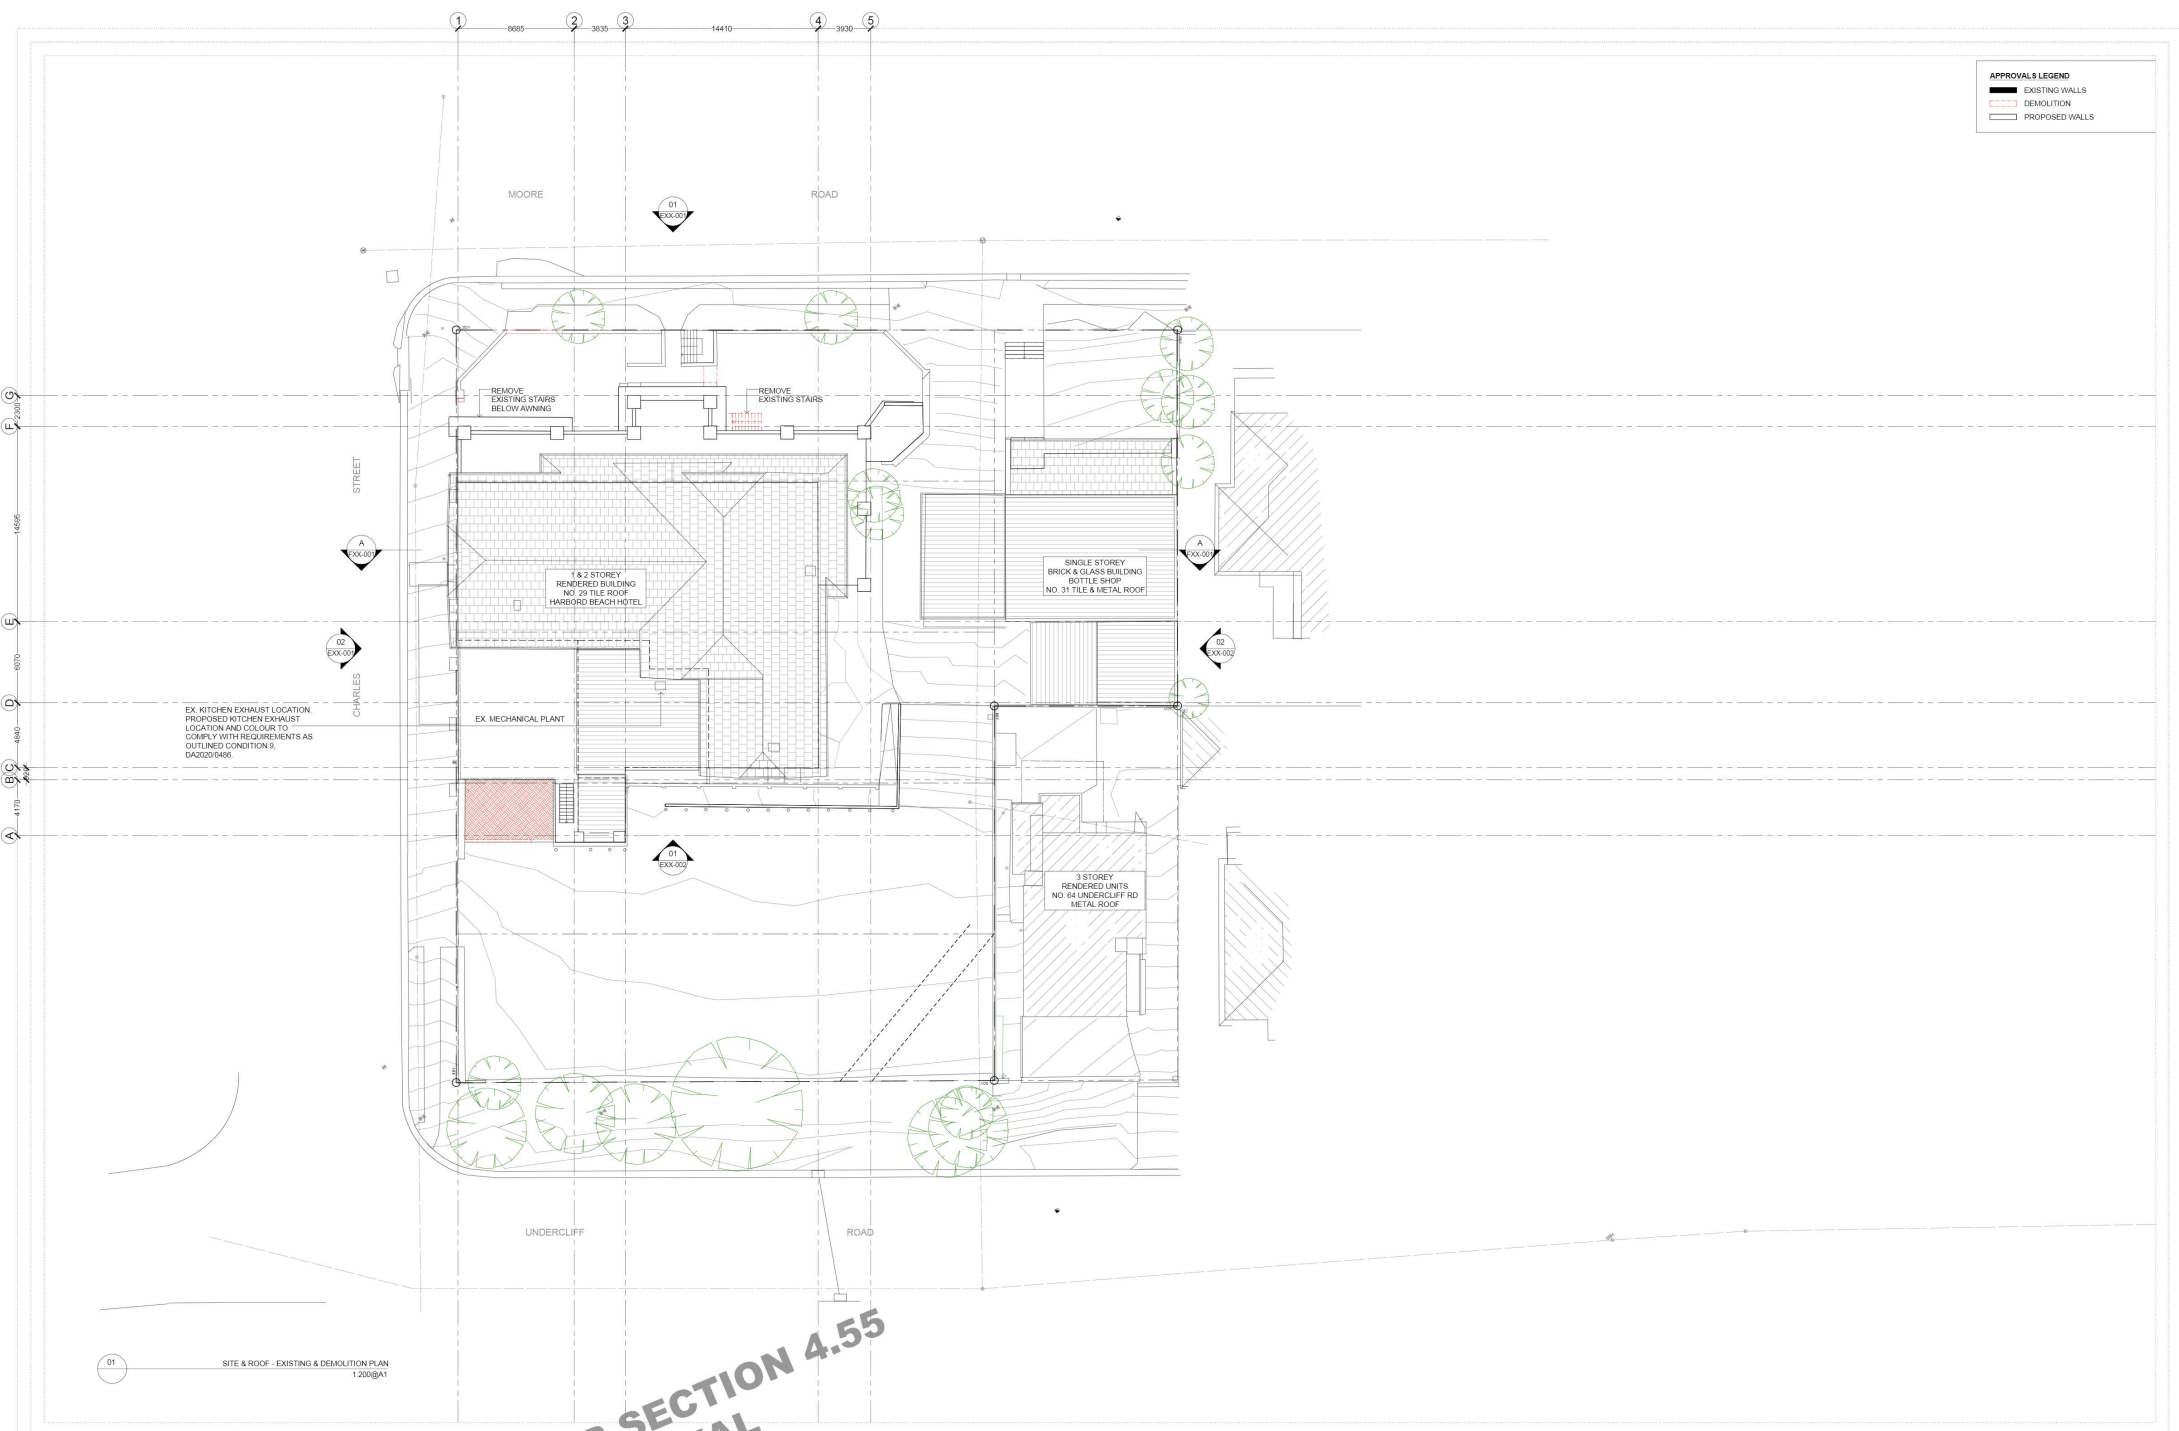 1
2
3
4
5
8685
3835
14410
3930
APPROVALS LEGEND
EXISTING WALLS
DEMOLITION
PROPOSED WALLS
MOORE
ROAD
01
EXX-001
REMOVE
EXISTING STAIRS
BELOW AWNING
REMOVE
EXISTING STAIRS
G
2300
F
14595
E
6070
D
4840
C
B
4170
A
STREET
CHARLES
A
FXX-001
A
FXX-001
1 & 2 STOREY
RENDERED BUILDING
NO. 29 TILE ROOF
HARBORD BEACH HOTEL
SINGLE STOREY
BRICK & GLASS BUILDING
BOTTLE SHOP
NO. 31 TILE & METAL ROOF
02
EXX-001
02
EXX-002
EX. KITCHEN EXHAUST LOCATION.
PROPOSED KITCHEN EXHAUST
LOCATION AND COLOUR TO
COMPLY WITH REQUIREMENTS AS
OUTLINED CONDITION 9,
DA2020/0486.
EX. MECHANICAL PLANT
01
EXX-002
3 STOREY
RENDERED UNITS
NO. 64 UNDERCLIFF RD
METAL ROOF
UNDERCLIFF
ROAD
01
SITE & ROOF - EXISTING & DEMOLITION PLAN
1:200@A1
SECTION 4.55